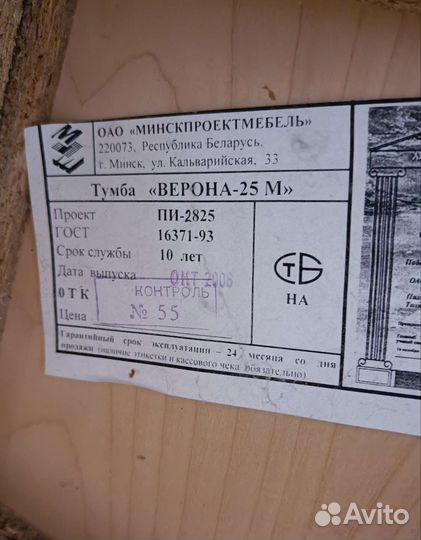 ОАО «МИНСКПРОЕКТМЕБЕЛЬ»
220073, Республика Беларусь,
г. Минск, ул. Кальварийская, 33
Тумба «ВЕРОНА-25 М»
Проект ПИ-2825
ГОСТ 16371-93
Срок службы 10 лет
Дата выпуска ОКТ 2006
ОТК КОНТРОЛЬ
Цена № 55
СТБ
НА
Гарантийный срок эксплуатации – 24 месяца со дня
продажи (наличие этикетки и кассового чека обязательно)
Avito